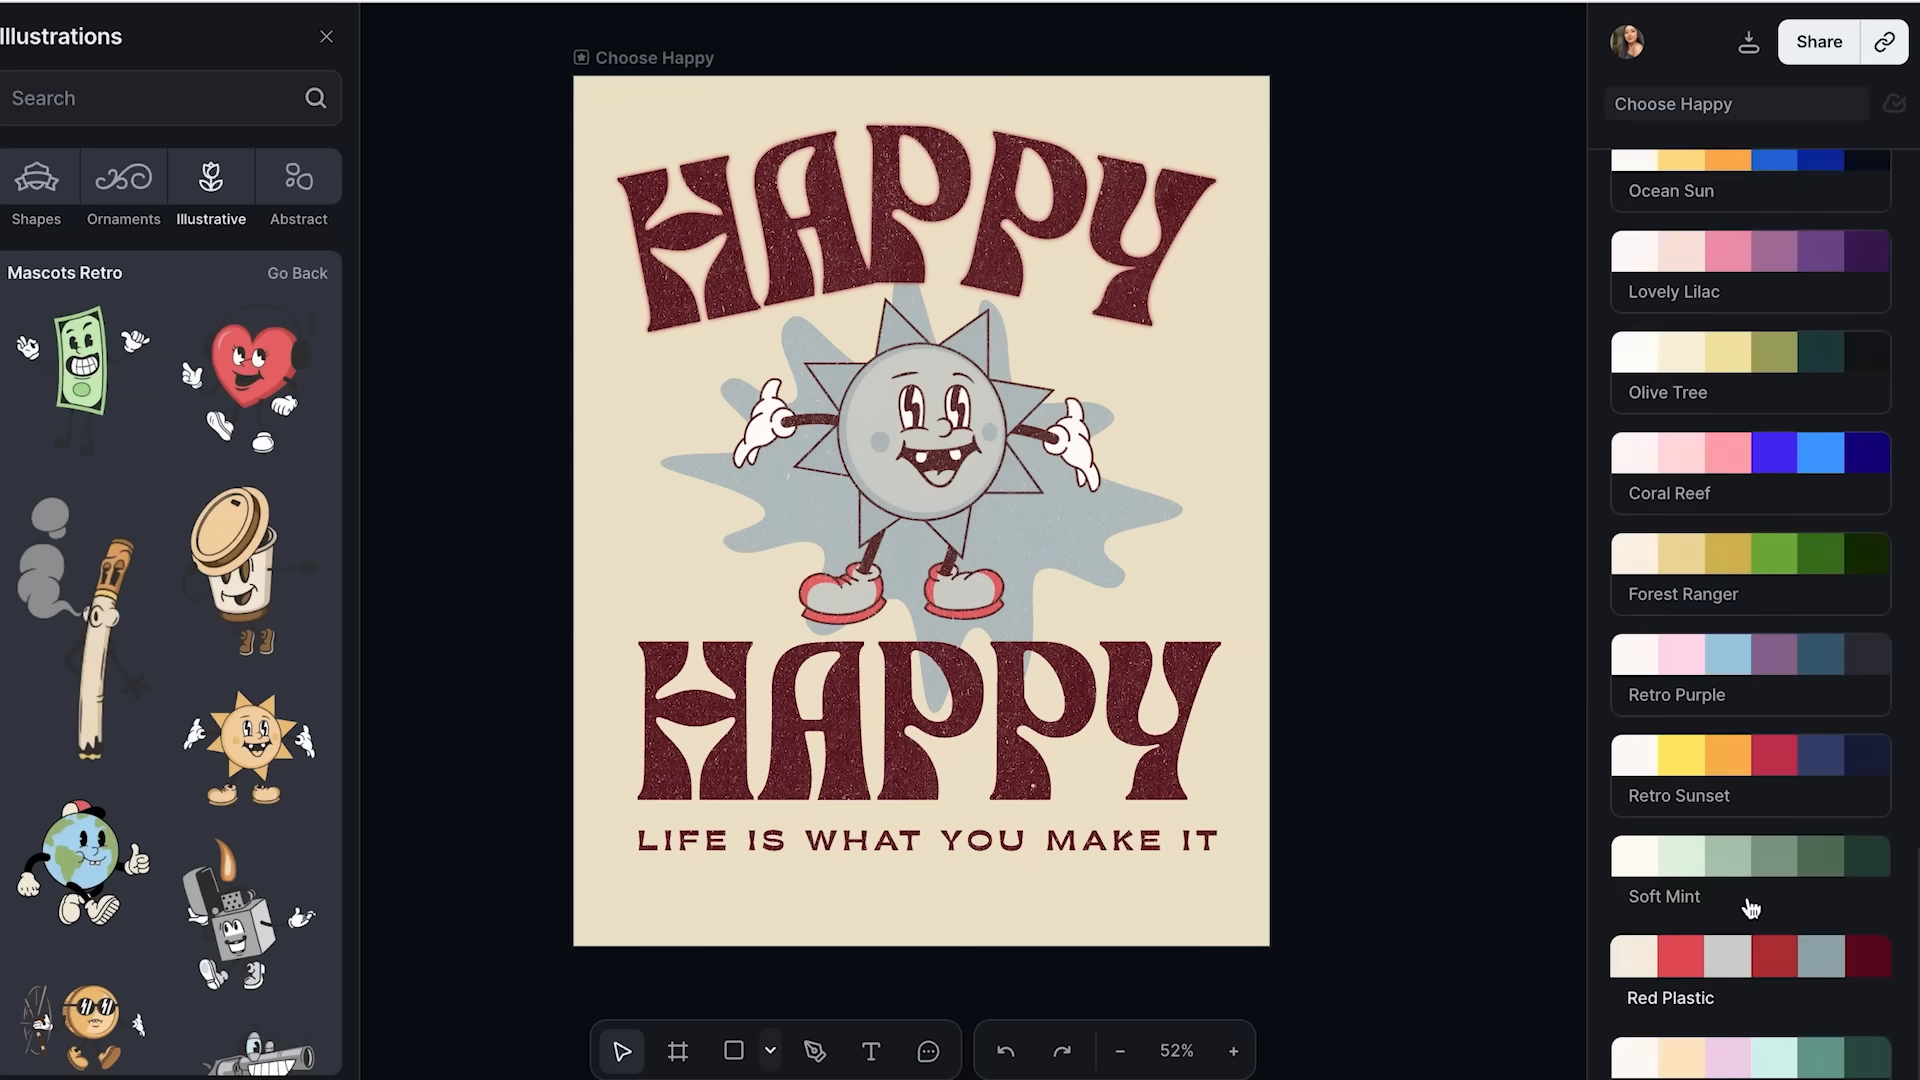 Illustrations
Search
Shapes
Ornaments
Illustrative
Abstract
Mascots Retro
Go Back
Choose Happy
HAPPY
HAPPY
LIFE IS WHAT YOU MAKE IT
52%
Share
Choose Happy
Ocean Sun
Lovely Lilac
Olive Tree
Coral Reef
Forest Ranger
Retro Purple
Retro Sunset
Soft Mint
Red Plastic